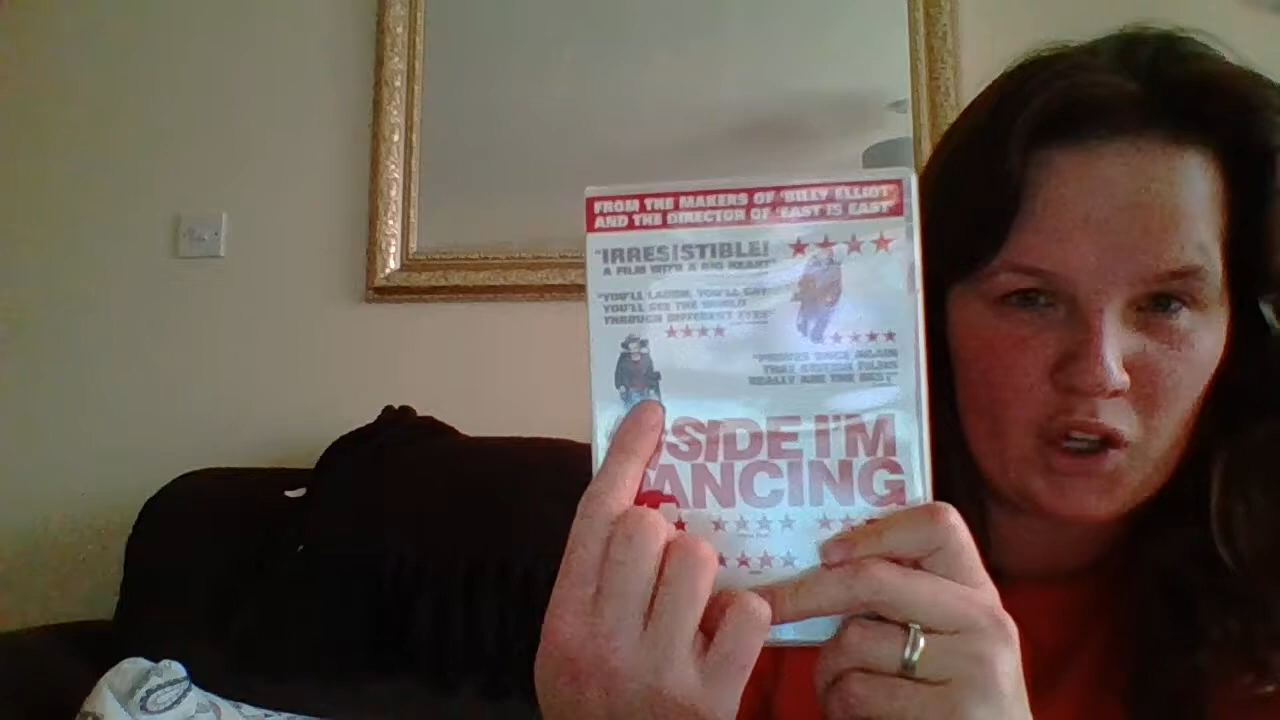 FROM THE MAKERS OF 'BILLY ELLIOT'
AND THE DIRECTOR OF 'EAST IS EAST'
"IRRESISTIBLE!
A FILM WITH A BIG HEART"
"YOU'LL LAUGH, YOU'LL CRY
YOU'LL SEE THE WORLD
THROUGH DIFFERENT EYES"
"PROVES ONCE AGAIN
THAT BRITISH FILMS
REALLY ARE THE BEST"
SIDE I'M
ANCING